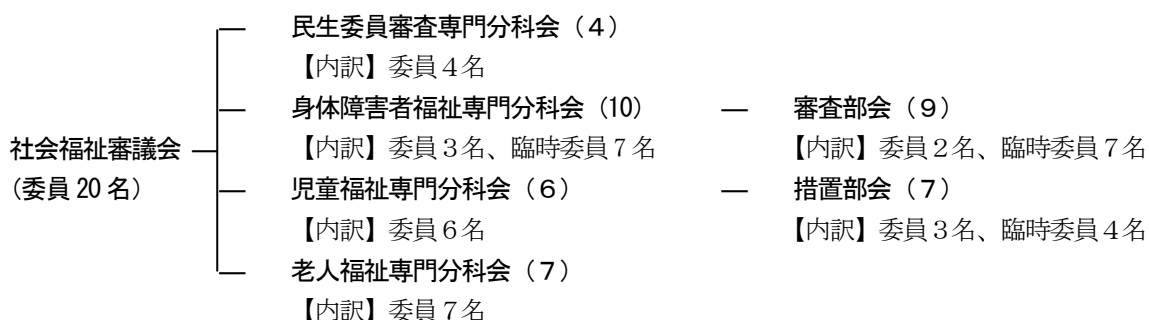 民生委員審査専門分科会（４）
【内訳】委員４名
身体障害者福祉専門分科会（10） ― 審査部会（９）
社会福祉審議会 【内訳】委員３名、臨時委員７名 【内訳】委員２名、臨時委員７名
（委員 20 名） 児童福祉専門分科会（６） ― 措置部会（７）
【内訳】委員６名 【内訳】委員３名、臨時委員４名
老人福祉専門分科会（７）
【内訳】委員７名